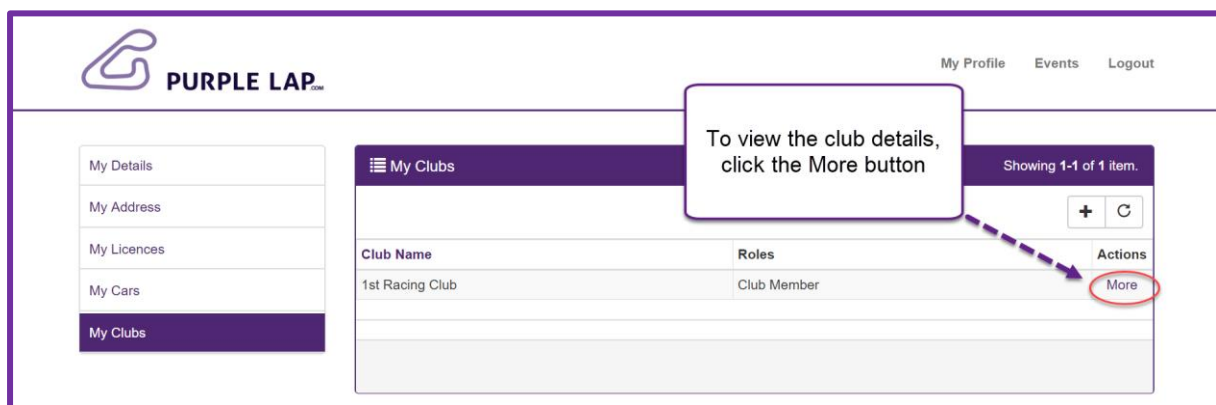 PURPLE LAP.COM
My Profile Events Logout
To view the club details,
click the More button
My Details
My Address
My Licences
My Cars
My Clubs
My Clubs
Showing 1-1 of 1 item.
Club Name Roles Actions
1st Racing Club Club Member More